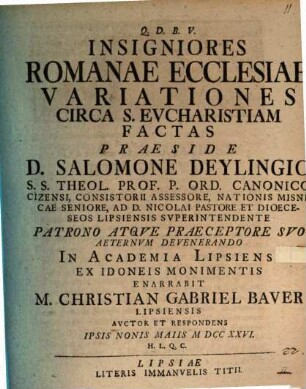 Q. D. B. V.
INSIGNIORES
ROMANAE ECCLESIAE
VARIATIONES
CIRCA S. EVCHARISTIAM
FACTAS
PRAESIDE
D. SALOMONE DEYLINGIO
S. S. THEOL. PROF. P. ORD. CANONICO
CIZENSI, CONSISTORII ASSESSORE, NATIONIS MISNI
CAE SENIORE, AD D. NICOLAI PASTORE ET DIOECE-
SEOS LIPSIENSIS SVPERINTENDENTE
PATRONO ATQVE PRAECEPTORE SVO
AETERNVM DEVENERANDO
IN ACADEMIA LIPSIENS
EX IDONEIS MONIMENTIS
ENARRABIT
M. CHRISTIAN GABRIEL BAVER
LIPSIENSIS
AVCTOR ET RESPONDENS
IPSIS NONIS MAIIS M DCC XXVI.
H. L. Q. C.
LIPSIAE
LITERIS IMMANVELIS TITII.